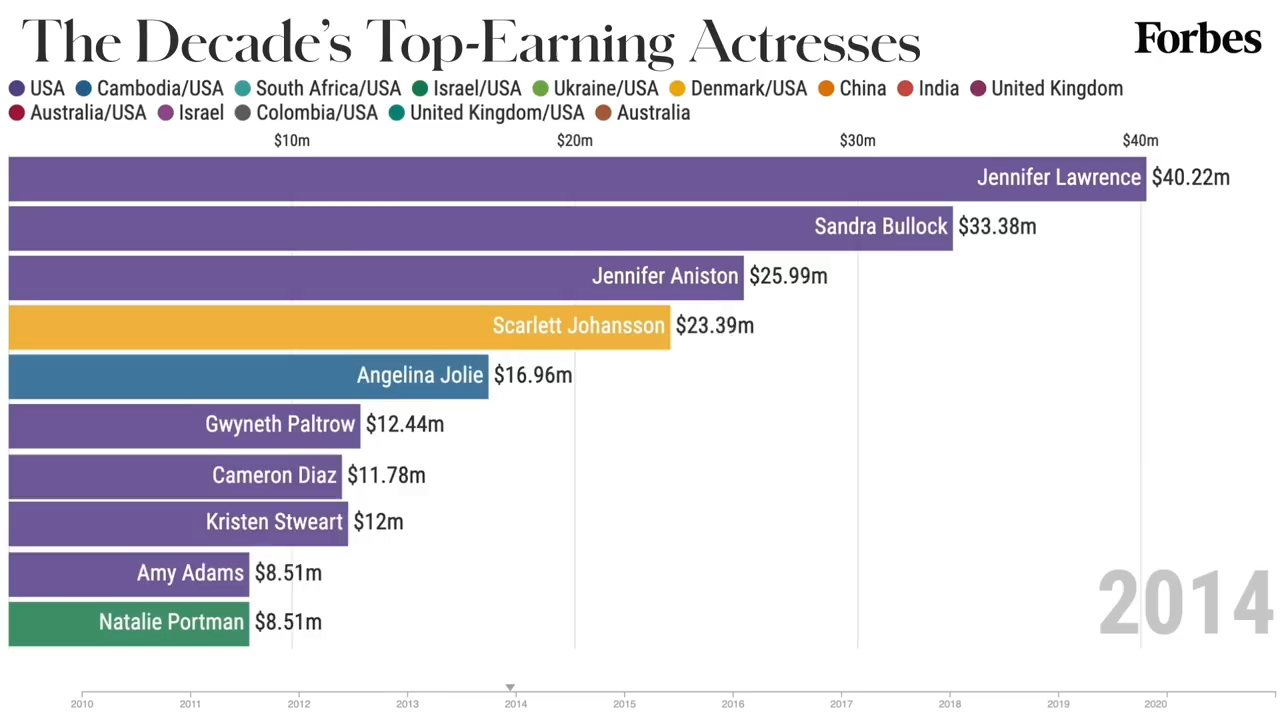 The Decade's Top-Earning Actresses
Forbes
USA Cambodia/USA South Africa/USA Israel/USA Ukraine/USA Denmark/USA China India United Kingdom
Australia/USA Israel Colombia/USA United Kingdom/USA Australia
$10m $20m $30m $40m
Jennifer Lawrence $40.22m
Sandra Bullock $33.38m
Jennifer Aniston $25.99m
Scarlett Johansson $23.39m
Angelina Jolie $16.96m
Gwyneth Paltrow $12.44m
Cameron Diaz $11.78m
Kristen Stweart $12m
Amy Adams $8.51m
Natalie Portman $8.51m
2014
2010 2011 2012 2013 2014 2015 2016 2017 2018 2019 2020